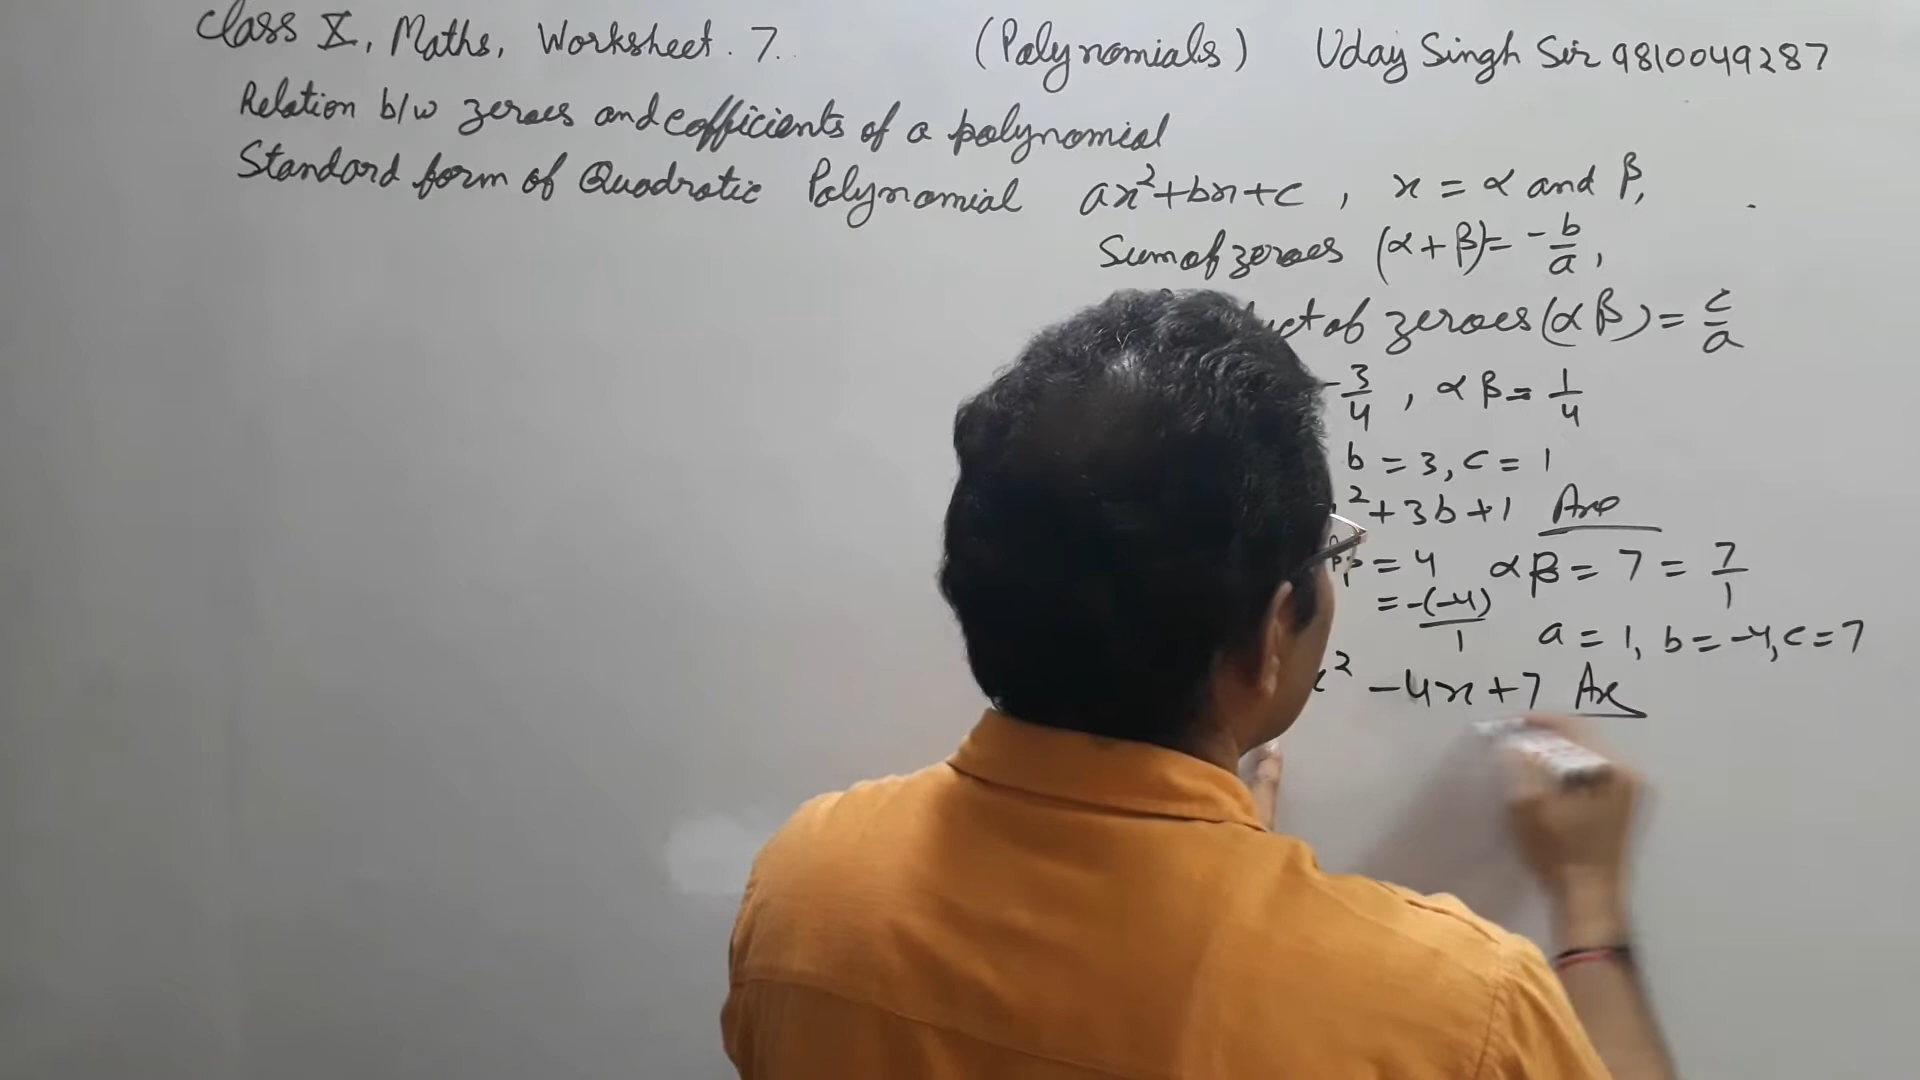 Class X, Maths, Worksheet. 7. (Polynomials) Uday Singh Sir 9810049287
Relation b/w zeroes and cofficients of a polynomial
Standard form of Quadratic Polynomial ax²+bx+c , x = α and β,
Sum of zeroes (α+β) = -b/a ,
of zeroes (αβ) = c/a
-3/4 , αβ = 1/4
b = 3, c = 1
² + 3b + 1 Ans
= 4 αβ = 7 = 7/1
= -(-4)/1 a = 1, b = -4, c = 7
x² - 4x + 7 Ans